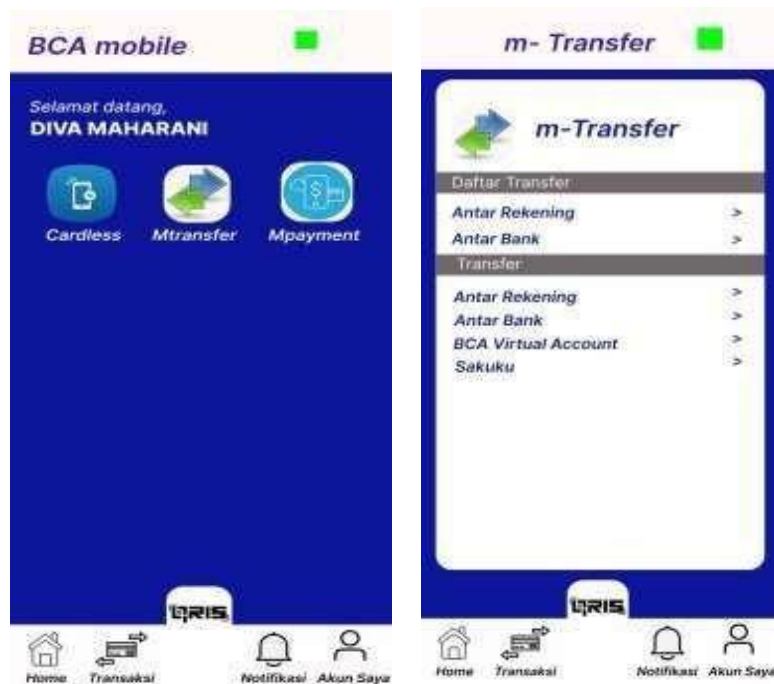 BCA mobile
Selamat datang,
DIVA MAHARANI
Cardless Mtransfer Mpayment
QRIS
Home Transaksi Notifikasi Akun Saya
m- Transfer
m-Transfer
Daftar Transfer
Antar Rekening >
Antar Bank >
Transfer
Antar Rekening >
Antar Bank >
BCA Virtual Account >
Sakuku >
QRIS
Home Transaksi Notifikasi Akun Saya